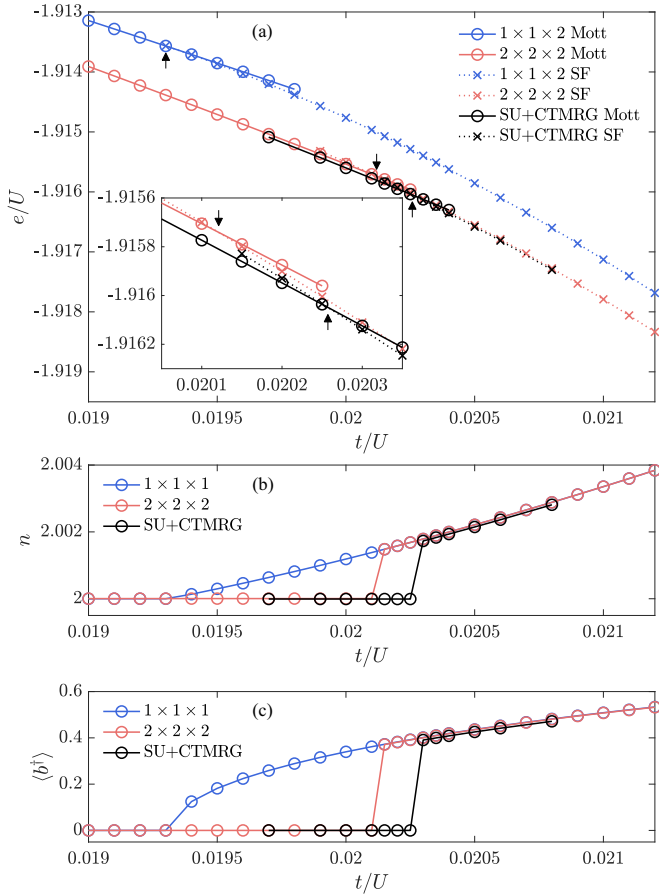 -1.913
(a)
1 × 1 × 2 Mott
2 × 2 × 2 Mott
1 × 1 × 2 SF
2 × 2 × 2 SF
SU+CTMRG Mott
SU+CTMRG SF
-1.914
-1.915
-1.916
-1.917
-1.918
-1.919
e/U
-1.9156
-1.9158
-1.916
-1.9162
0.0201
0.0202
0.0203
0.019
0.0195
0.02
0.0205
0.021
t/U
2.004
2.002
2
n
1 × 1 × 1
2 × 2 × 2
SU+CTMRG
(b)
0.019
0.0195
0.02
0.0205
0.021
t/U
0.6
0.4
0.2
0
⟨b†⟩
1 × 1 × 1
2 × 2 × 2
SU+CTMRG
(c)
0.019
0.0195
0.02
0.0205
0.021
t/U